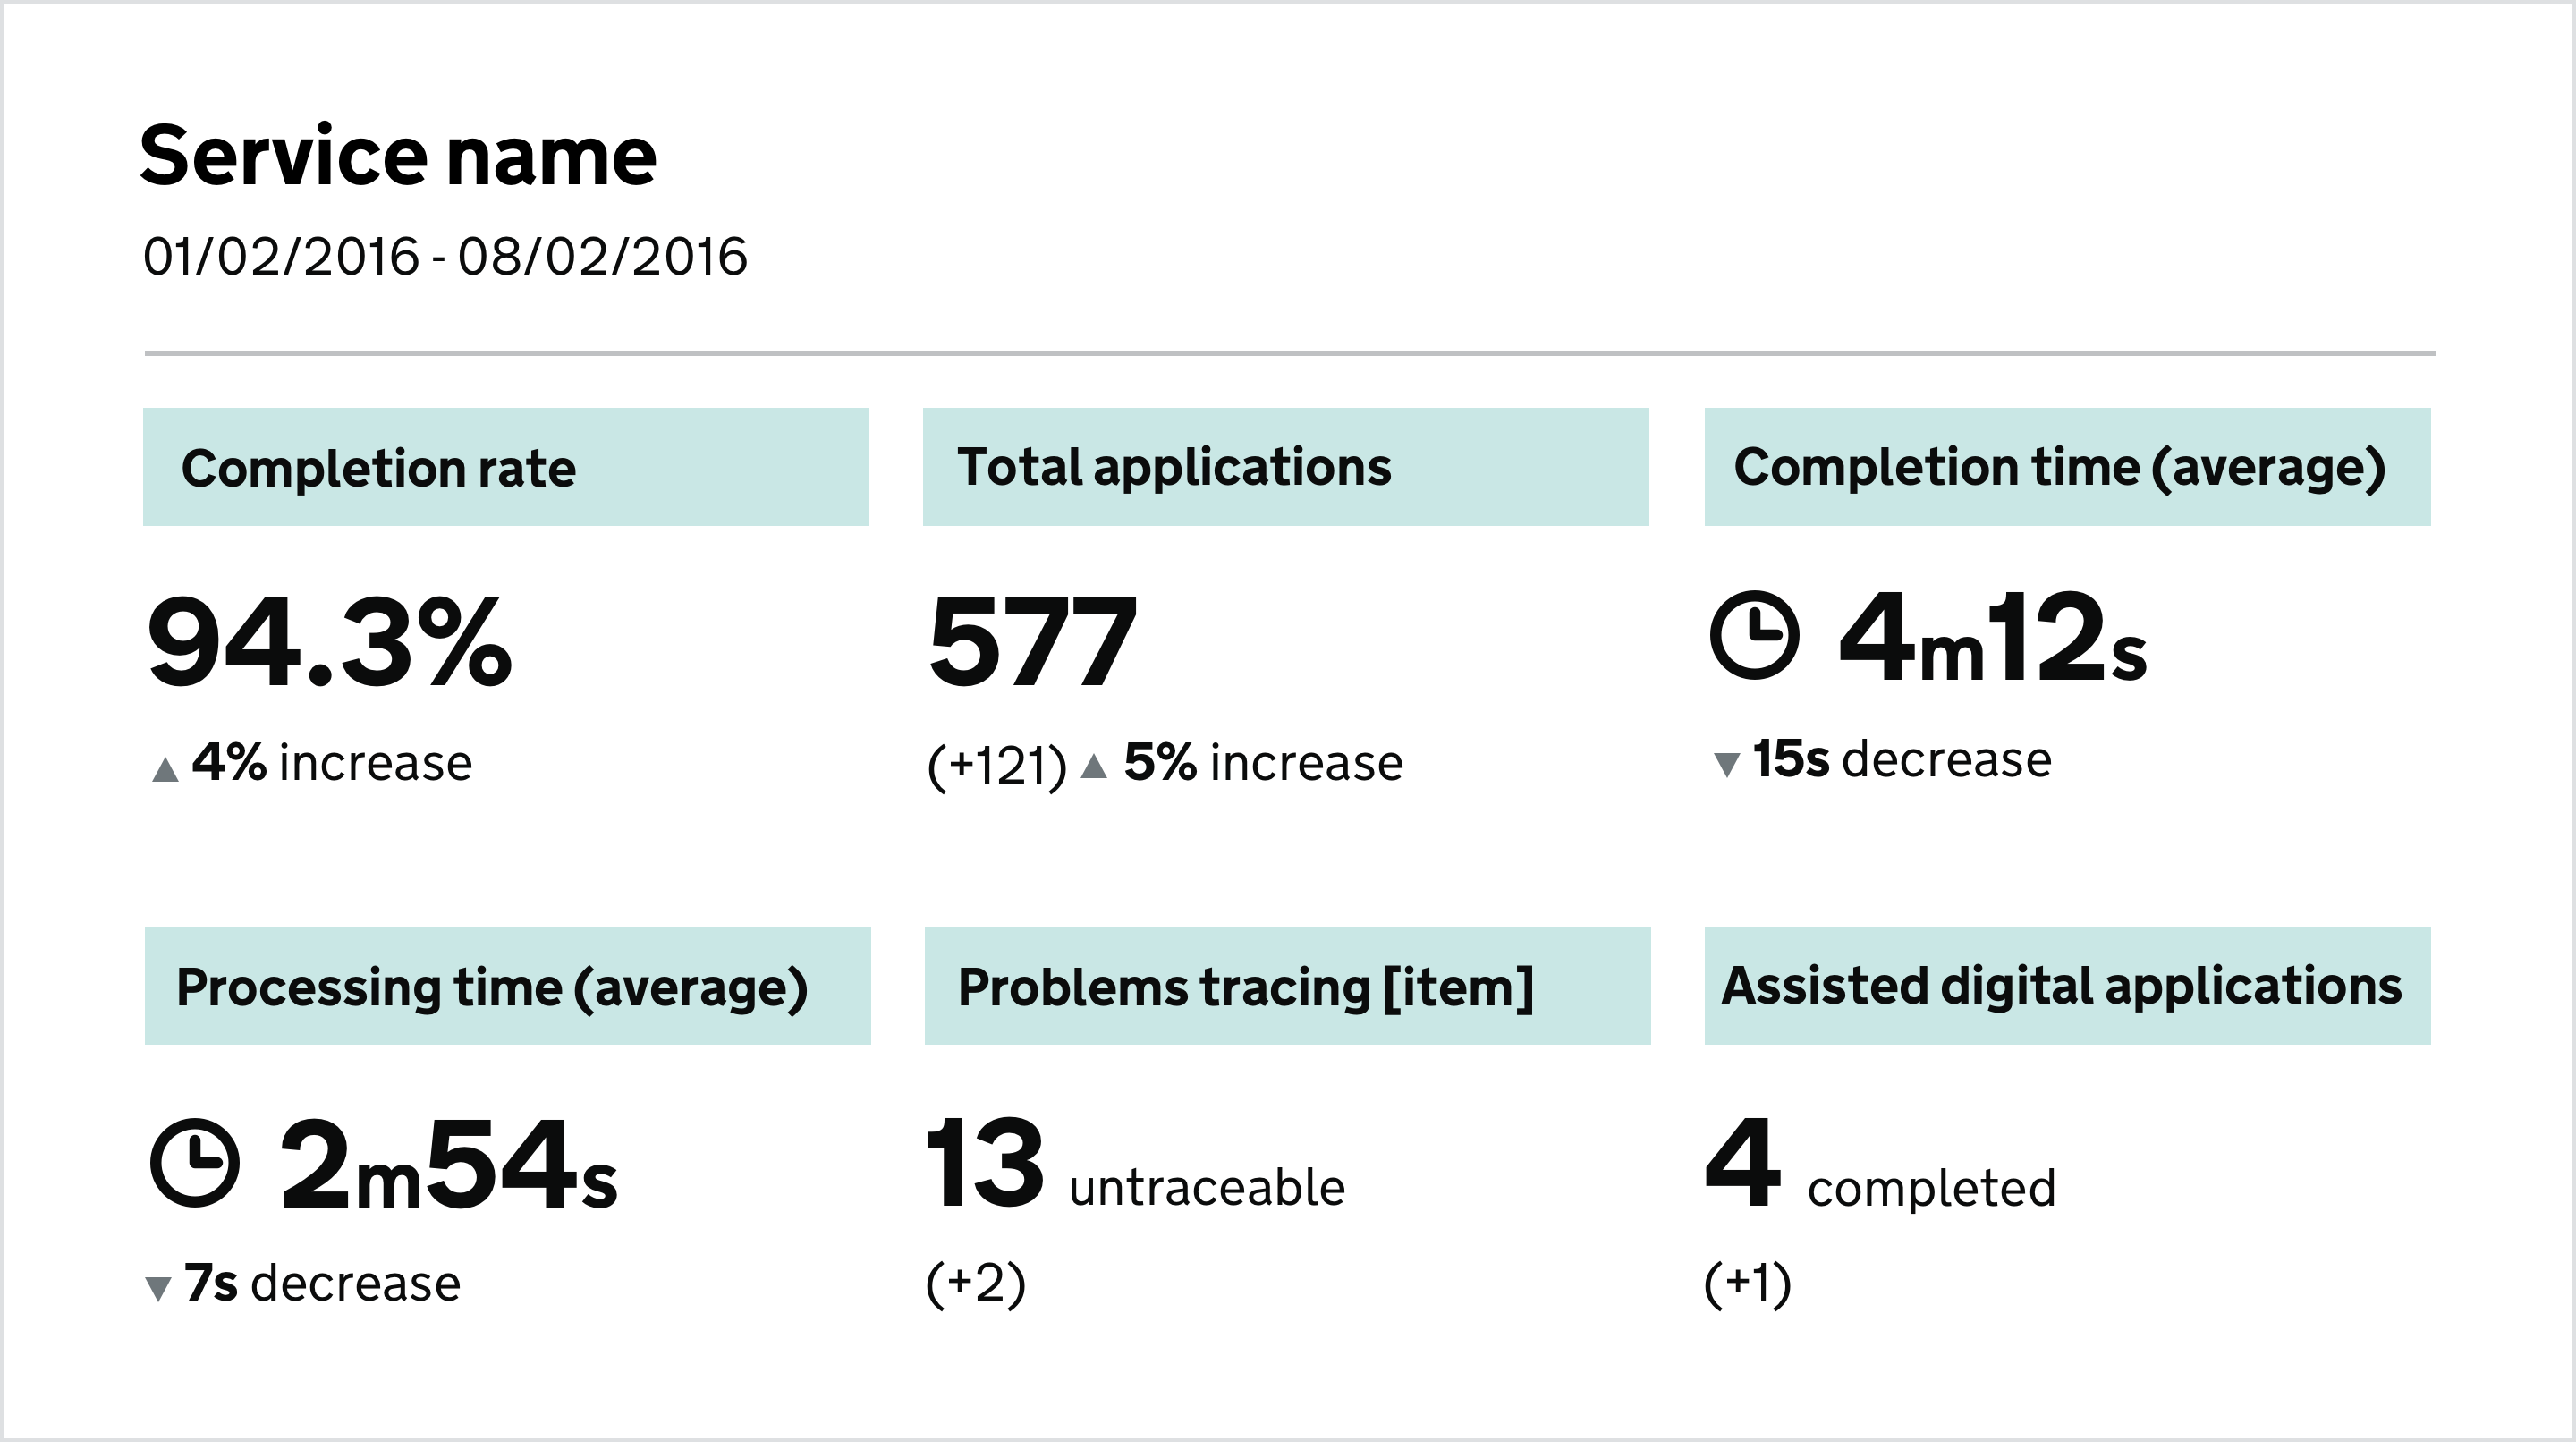 Service name
01/02/2016 - 08/02/2016
Completion rate
94.3%
▲ 4% increase
Total applications
577
(+121) ▲ 5% increase
Completion time (average)
4m12s
▼ 15s decrease
Processing time (average)
2m54s
▼ 7s decrease
Problems tracing [item]
13 untraceable
(+2)
Assisted digital applications
4 completed
(+1)